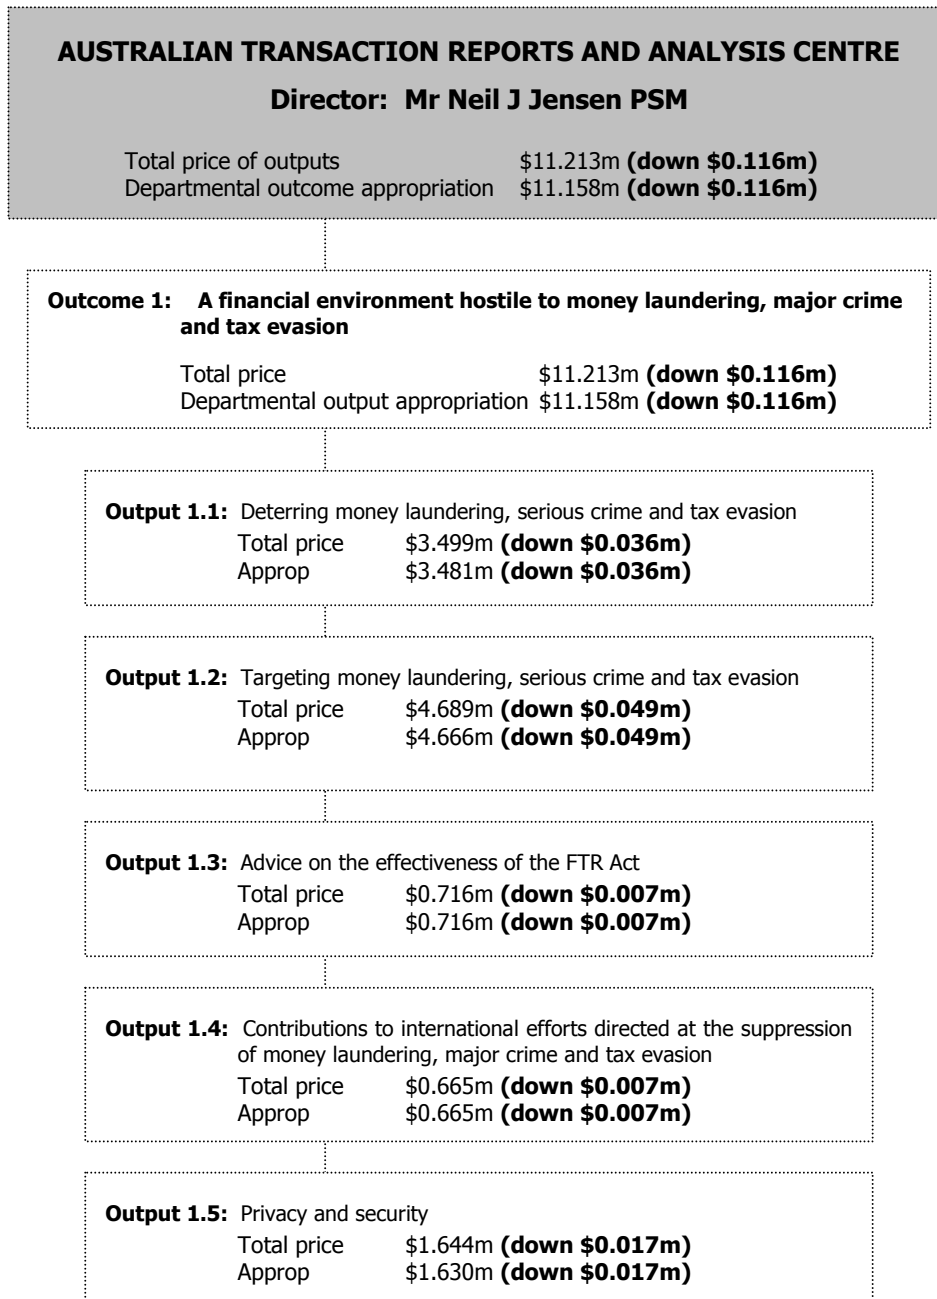 AUSTRALIAN TRANSACTION REPORTS AND ANALYSIS CENTRE
Director: Mr Neil J Jensen PSM
Total price of outputs $11.213m (down $0.116m)
Departmental outcome appropriation $11.158m (down $0.116m)
Outcome 1: A financial environment hostile to money laundering, major crime
and tax evasion
Total price $11.213m (down $0.116m)
Departmental output appropriation $11.158m (down $0.116m)
Output 1.1: Deterring money laundering, serious crime and tax evasion
Total price $3.499m (down $0.036m)
Approp $3.481m (down $0.036m)
Output 1.2: Targeting money laundering, serious crime and tax evasion
Total price $4.689m (down $0.049m)
Approp $4.666m (down $0.049m)
Output 1.3: Advice on the effectiveness of the FTR Act
Total price $0.716m (down $0.007m)
Approp $0.716m (down $0.007m)
Output 1.4: Contributions to international efforts directed at the suppression
of money laundering, major crime and tax evasion
Total price $0.665m (down $0.007m)
Approp $0.665m (down $0.007m)
Output 1.5: Privacy and security
Total price $1.644m (down $0.017m)
Approp $1.630m (down $0.017m)